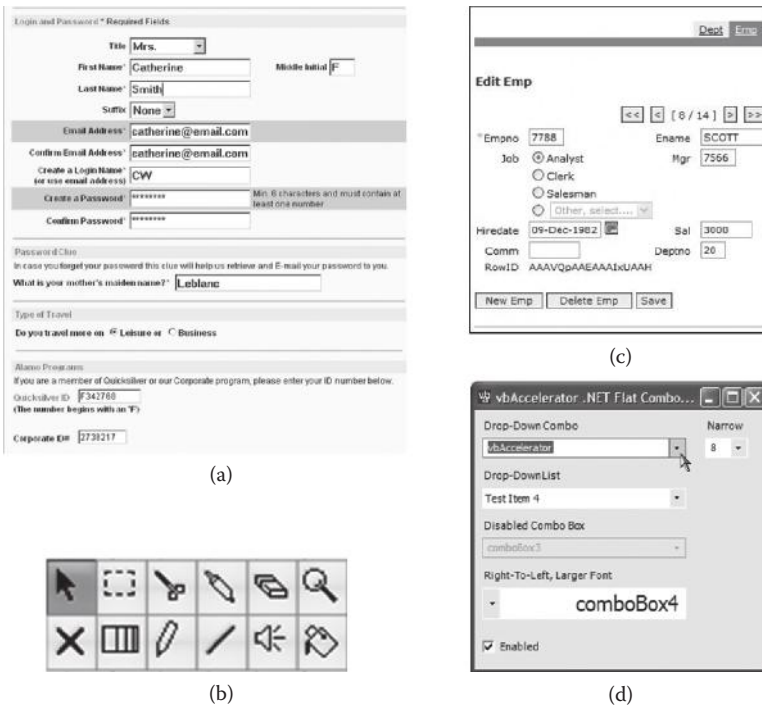 Login and Password * Required Fields.
Title Mrs.
First Name* Catherine Middle Initial F
Last Name* Smith
Suffix None
Email Address* catherine@email.com
Confirm Email Address* catherine@email.com
Create a Login Name* (or use email address) CW
Create a Password* ******** Min. 6 characters and must contain at least one number
Confirm Password* ********
Password Clue
In case you forget your password this clue will help us retrieve and E-mail your password to you.
What is your mother's maiden name?* Leblanc
Type of Travel
Do you travel more on Leisure or Business
Alamo Programs
If you are a member of Quicksilver or our Corporate program, please enter your ID number below.
Quicksilver ID F342760
(The number begins with an 'F')
Corporate ID# 2730217
(a)
(b)
Dept Emp
Edit Emp
<< < [ 8 / 14 ] > >>
*Empno 7788 Ename SCOTT
Job Analyst Mgr 7566
Clerk
Salesman
Other, select....
Hiredate 09-Dec-1982 Sal 3000
Comm Deptno 20
RowID AAAVQpAAEAAAIxUAAH
New Emp Delete Emp Save
(c)
vbAccelerator .NET Flat Combo...
Drop-Down Combo Narrow
vbAccelerator 8
Drop-DownList
Test Item 4
Disabled Combo Box
comboBox3
Right-To-Left, Larger Font
comboBox4
Enabled
(d)